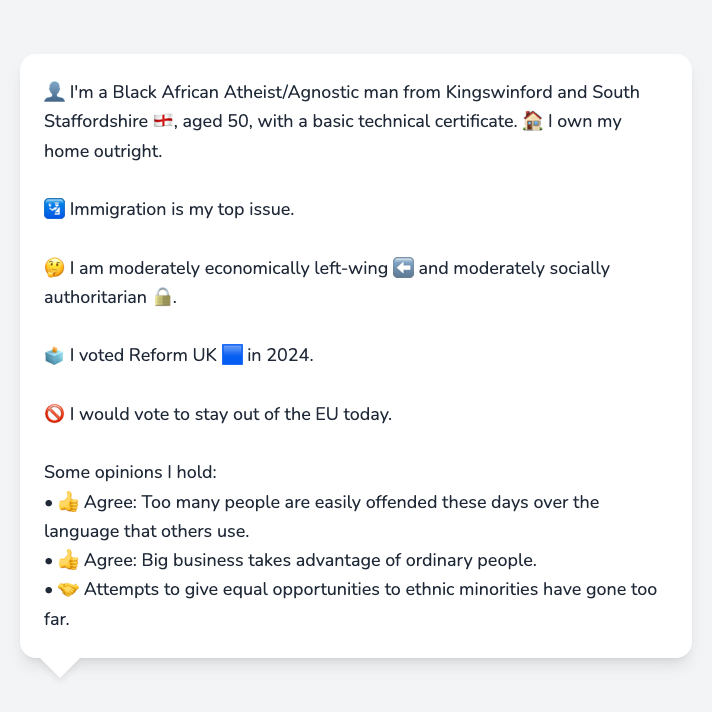 👤 I'm a Black African Atheist/Agnostic man from Kingswinford and South
Staffordshire 🏴󠁧󠁢󠁥󠁮󠁧󠁿, aged 50, with a basic technical certificate. 🏠 I own my
home outright.
🛂 Immigration is my top issue.
🤔 I am moderately economically left-wing ⬅️ and moderately socially
authoritarian 🔒.
🗳️ I voted Reform UK 🟦 in 2024.
🚫 I would vote to stay out of the EU today.
Some opinions I hold:
• 👍 Agree: Too many people are easily offended these days over the
language that others use.
• 👍 Agree: Big business takes advantage of ordinary people.
• 🤝 Attempts to give equal opportunities to ethnic minorities have gone too
far.